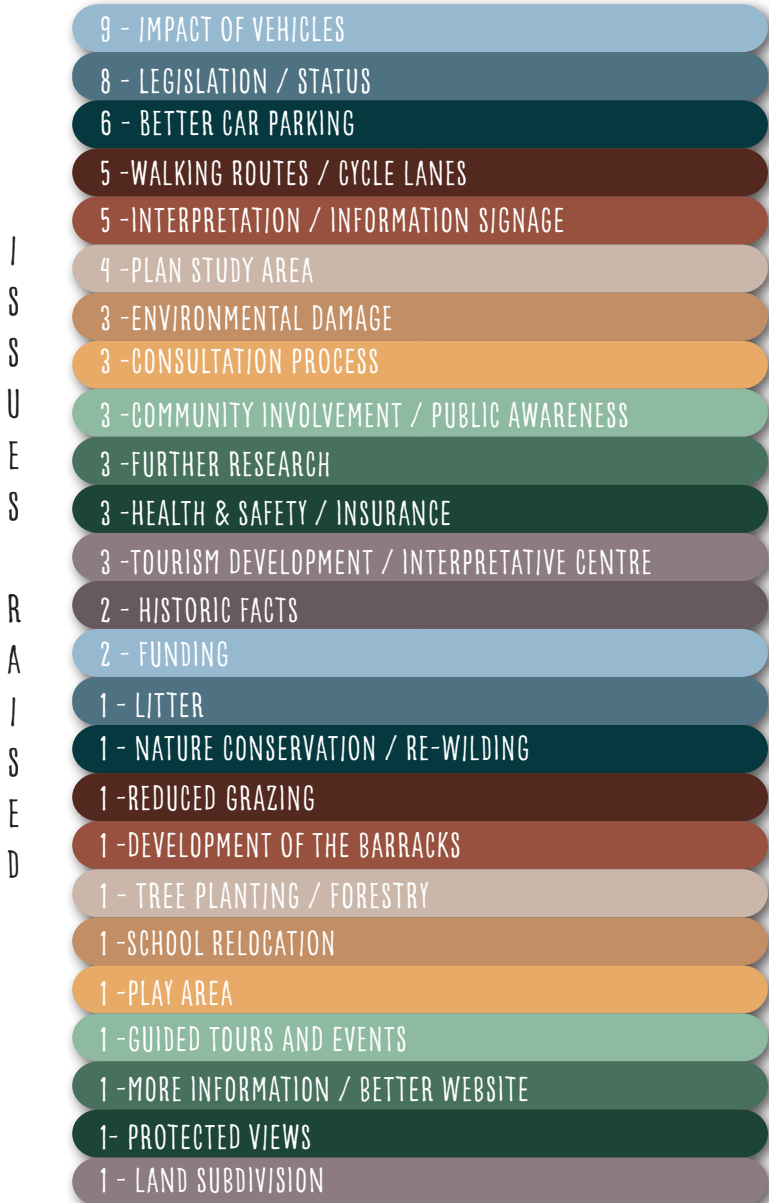 ISSUES RAISED
9 - IMPACT OF VEHICLES
8 - LEGISLATION / STATUS
6 - BETTER CAR PARKING
5 -WALKING ROUTES / CYCLE LANES
5 -INTERPRETATION / INFORMATION SIGNAGE
4 -PLAN STUDY AREA
3 -ENVIRONMENTAL DAMAGE
3 -CONSULTATION PROCESS
3 -COMMUNITY INVOLVEMENT / PUBLIC AWARENESS
3 -FURTHER RESEARCH
3 -HEALTH & SAFETY / INSURANCE
3 -TOURISM DEVELOPMENT / INTERPRETATIVE CENTRE
2 - HISTORIC FACTS
2 - FUNDING
1 - LITTER
1 - NATURE CONSERVATION / RE-WILDING
1 -REDUCED GRAZING
1 -DEVELOPMENT OF THE BARRACKS
1 - TREE PLANTING / FORESTRY
1 -SCHOOL RELOCATION
1 -PLAY AREA
1 -GUIDED TOURS AND EVENTS
1 -MORE INFORMATION / BETTER WEBSITE
1- PROTECTED VIEWS
1 - LAND SUBDIVISION